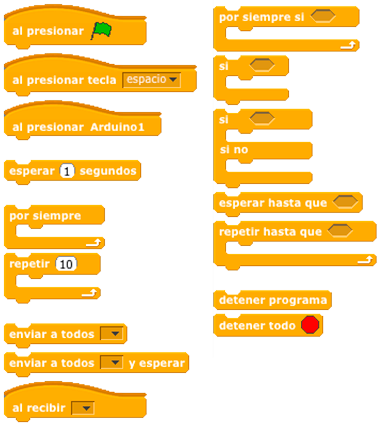 al presionar
al presionar tecla espacio
al presionar Arduino1
esperar 1 segundos
por siempre
repetir 10
enviar a todos
enviar a todos y esperar
al recibir
por siempre si
si
si
si no
esperar hasta que
repetir hasta que
detener programa
detener todo